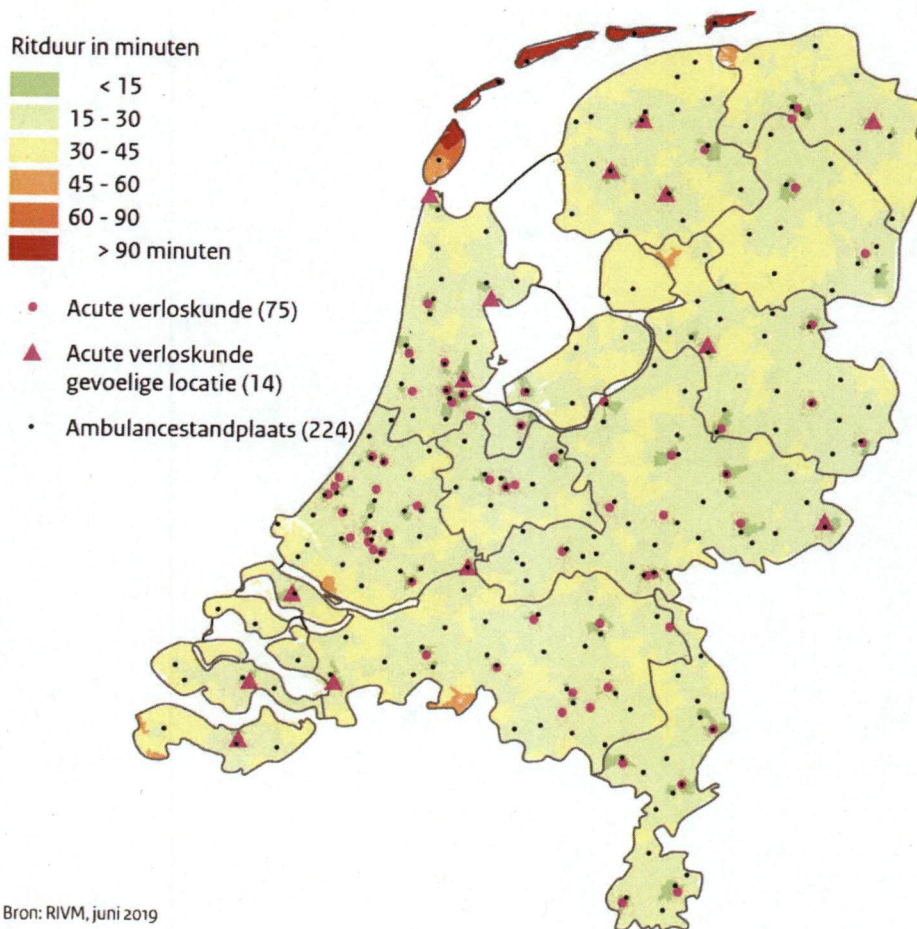 Ritduur in minuten
< 15
15 - 30
30 - 45
45 - 60
60 - 90
> 90 minuten
Acute verloskunde (75)
Acute verloskunde
gevoelige locatie (14)
Ambulancestandplaats (224)
Bron: RIVM, juni 2019